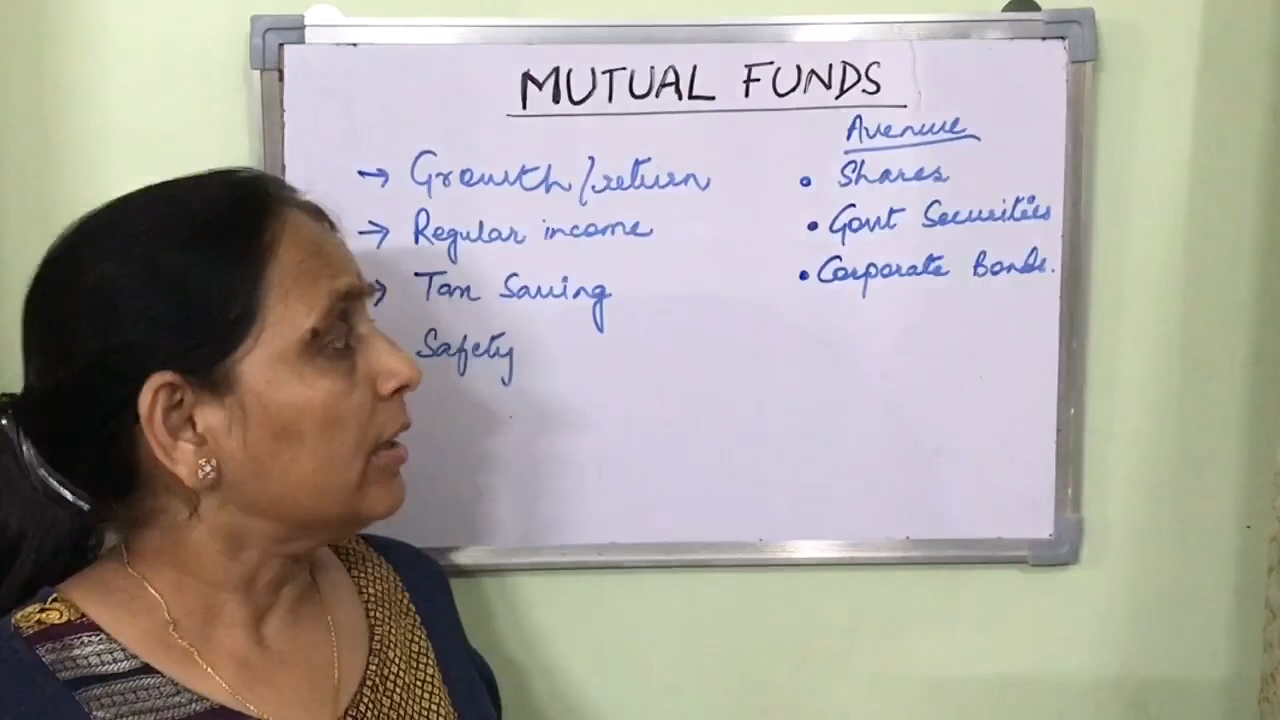 MUTUAL FUNDS
→ Growth/return
→ Regular income
→ Tax Saving
Safety
Avenue
• Shares
• Govt Securities
• Corporate Bonds.